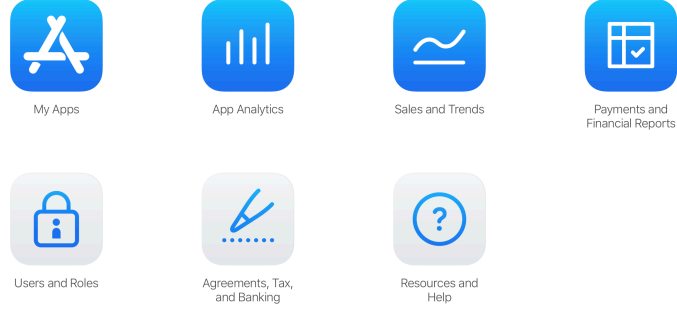 My Apps
App Analytics
Sales and Trends
Payments and
Financial Reports
Users and Roles
Agreements, Tax,
and Banking
Resources and
Help